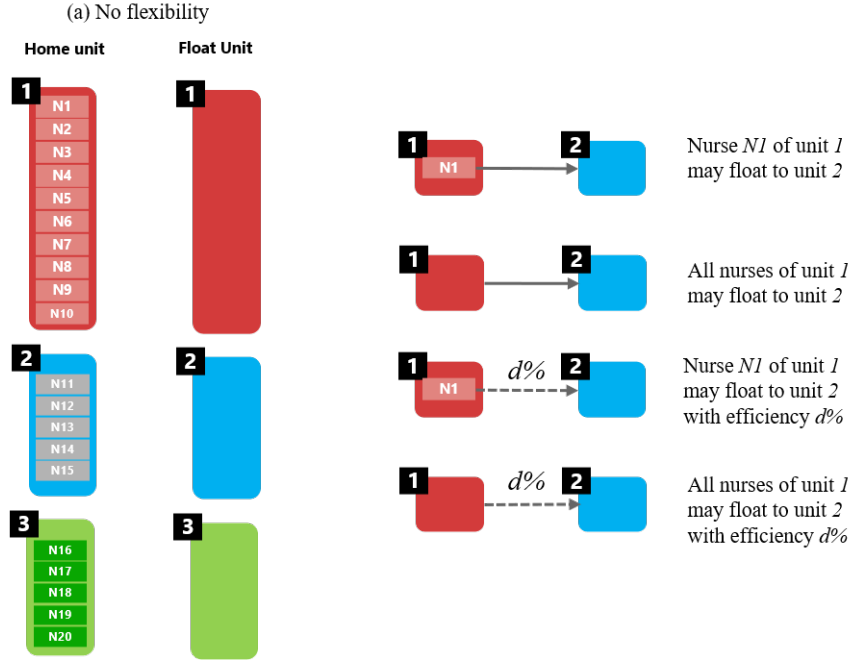 (a) No flexibility
Home unit
Float Unit
1
N1
N2
N3
N4
N5
N6
N7
N8
N9
N10
1
2
N11
N12
N13
N14
N15
2
3
N16
N17
N18
N19
N20
3
1
N1
2
Nurse N1 of unit 1
may float to unit 2
1
2
All nurses of unit 1
may float to unit 2
1
N1
d%
2
Nurse N1 of unit 1
may float to unit 2
with efficiency d%
1
d%
2
All nurses of unit 1
may float to unit 2
with efficiency d%